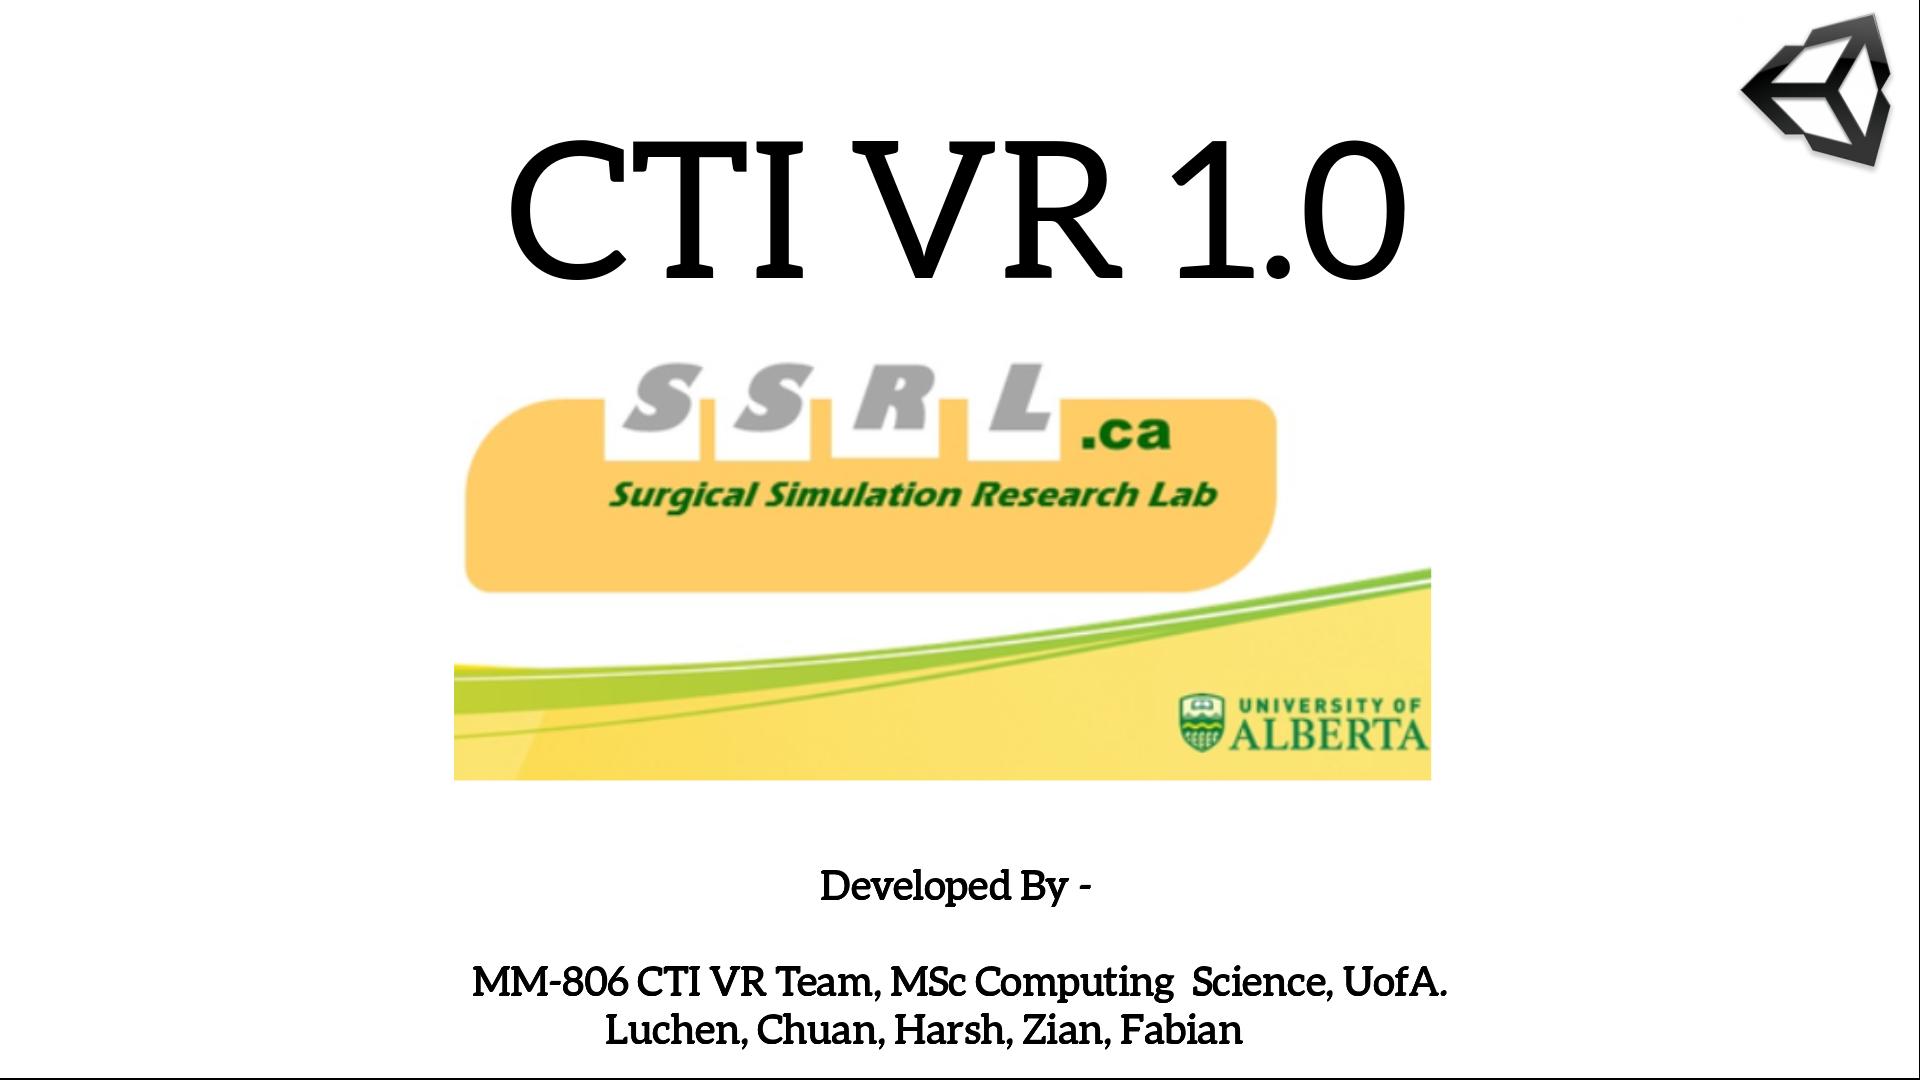 CTI VR 1.0
SSRL.ca
Surgical Simulation Research Lab
UNIVERSITY OF
ALBERTA
Developed By -
MM-806 CTI VR Team, MSc Computing  Science, UofA.
Luchen, Chuan, Harsh, Zian, Fabian